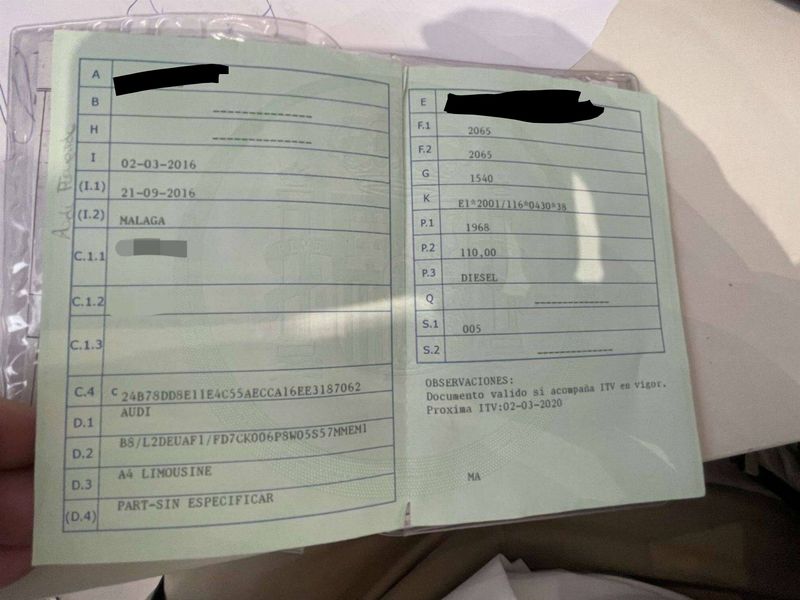 A
B --------------
H --------------
I 02-03-2016
(I.1) 21-09-2016
(I.2) MALAGA
C.1.1
C.1.2
C.1.3
C.4 C 24B78DD8E11E4C55AECCA16EE3187062
D.1 AUDI
D.2 B8/L2DEUAF1/FD7CK006P8W05S57MMEM1
D.3 A4 LIMOUSINE
(D.4) PART-SIN ESPECIFICAR
E
F.1 2065
F.2 2065
G 1540
K E1*2001/116*0430*38
P.1 1968
P.2 110,00
P.3 DIESEL
Q --------------
S.1 005
S.2 --------------
OBSERVACIONES:
Documento valido si acompaña ITV en vigor.
Proxima ITV:02-03-2020
MA
Audi